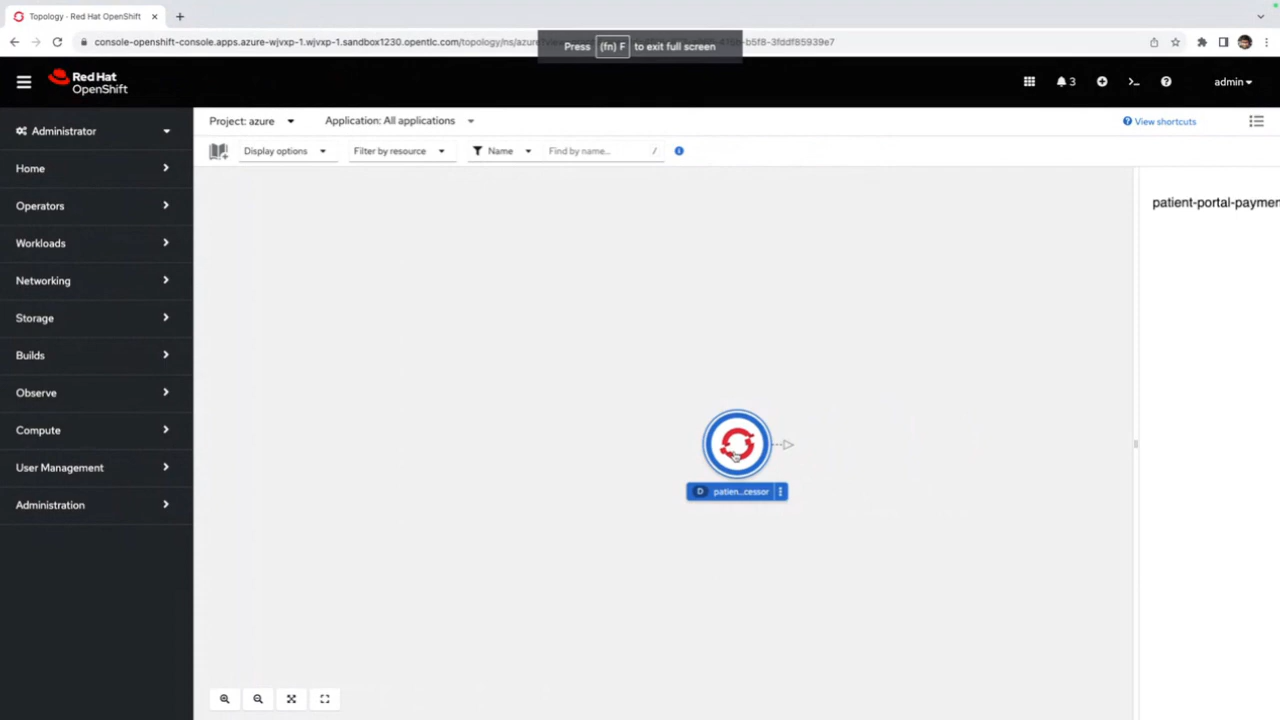 Topology - Red Hat OpenShift
Press (fn) F to exit full screen
console-openshift-console.apps.azure-wjvxp-1.wjvxp-1.sandbox1230.opentlc.com/topology/ns/azure
b5f8-3fddf85939e7
Red Hat
OpenShift
3
admin
Administrator
Project: azure
Application: All applications
View shortcuts
Display options
Filter by resource
Name
Find by name...
/
Home
Operators
Workloads
Networking
Storage
Builds
Observe
Compute
User Management
Administration
patient-portal-paymen
D patien...cessor